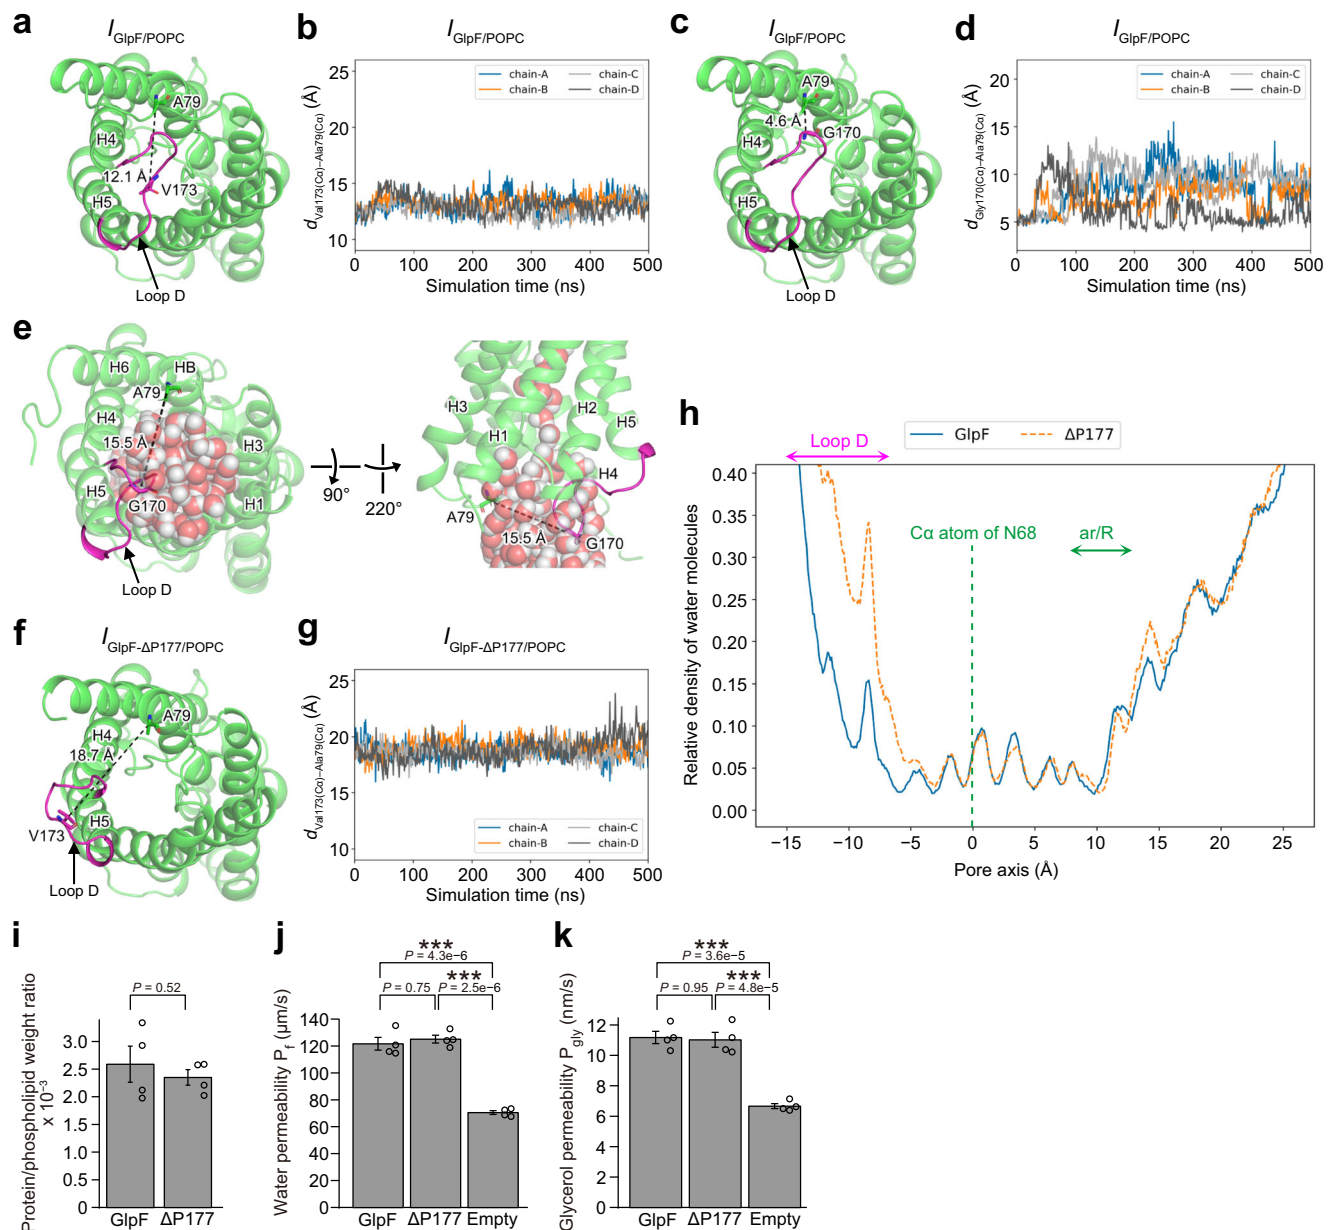 a
I GlpF/POPC
A79
H4
12.1 Å
V173
H5
Loop D
b
I GlpF/POPC
d Val173(Cα)–Ala79(Cα) (Å)
25
20
15
10
chain-A
chain-B
chain-C
chain-D
0 100 200 300 400 500
Simulation time (ns)
c
I GlpF/POPC
A79
4.6 Å
G170
H4
H5
Loop D
d
I GlpF/POPC
d Gly170(Cα)–Ala79(Cα) (Å)
20
15
10
5
chain-A
chain-B
chain-C
chain-D
0 100 200 300 400 500
Simulation time (ns)
e
H6
HB
A79
H4
15.5 Å
H3
H5
G170
H1
Loop D
90°
220°
H3
H2
H5
H1
H4
A79
15.5 Å
G170
f
I GlpF-ΔP177/POPC
A79
H4
18.7 Å
V173
H5
Loop D
g
I GlpF-ΔP177/POPC
d Val173(Cα)–Ala79(Cα) (Å)
25
20
15
10
chain-A
chain-B
chain-C
chain-D
0 100 200 300 400 500
Simulation time (ns)
h
Loop D
GlpF
ΔP177
Relative density of water molecules
0.40
0.35
0.30
0.25
0.20
0.15
0.10
0.05
0.00
Cα atom of N68
ar/R
−15 −10 −5 0 5 10 15 20 25
Pore axis (Å)
i
Protein/phospholipid weight ratio
x 10⁻³
P = 0.52
3.0
2.5
2.0
1.5
1.0
0.5
0
GlpF ΔP177
j
Water permeability Pf (µm/s)
***
P = 4.3e−6
***
P = 0.75
P = 2.5e−6
140
120
100
80
60
40
20
0
GlpF ΔP177 Empty
k
Glycerol permeability Pgly (nm/s)
***
P = 3.6e−5
***
P = 0.95
P = 4.8e−5
12
10
8
6
4
2
0
GlpF ΔP177 Empty